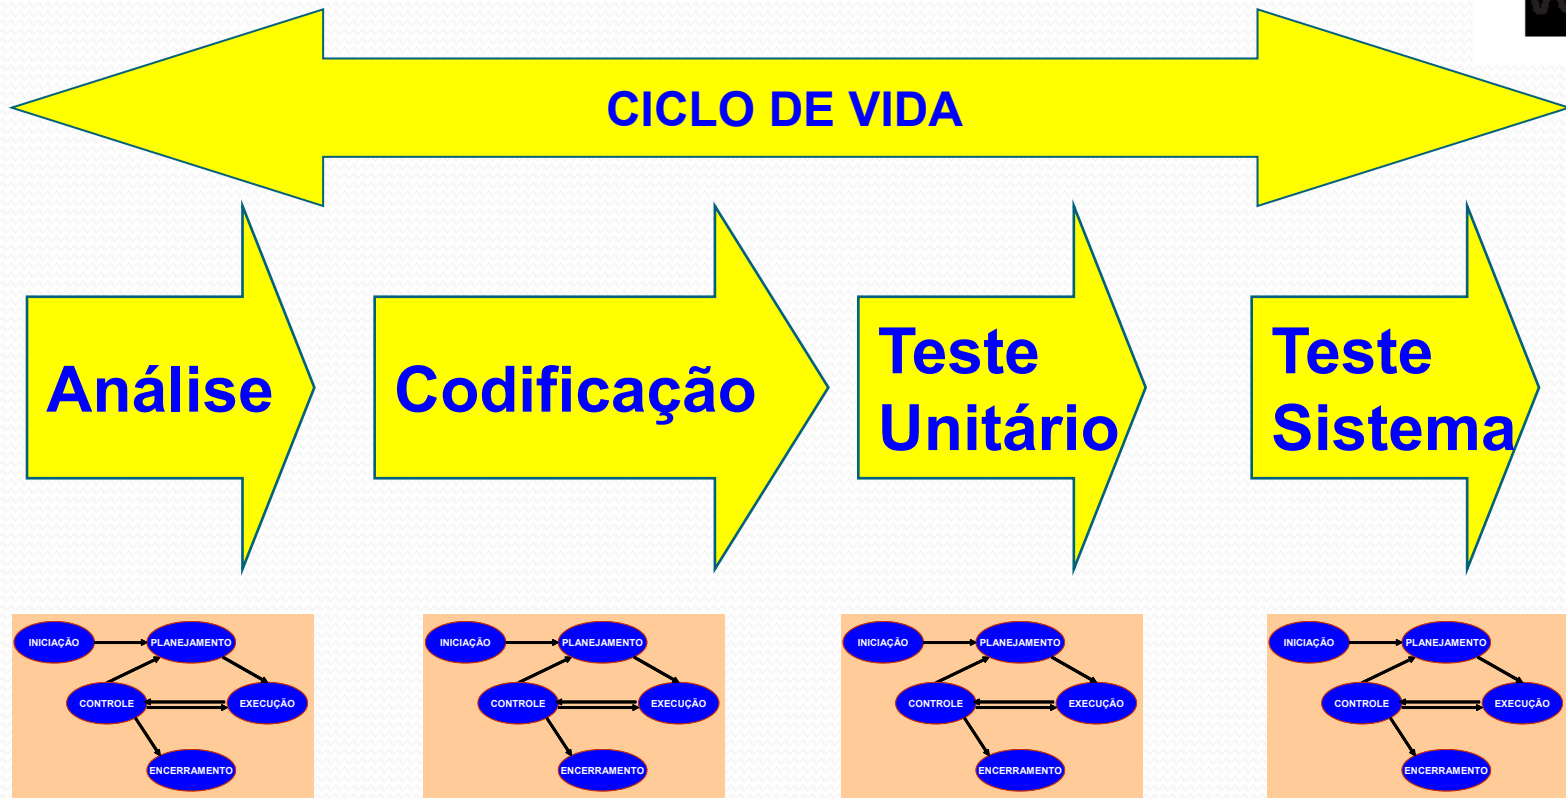 CICLO DE VIDA
Análise
Codificação
Teste
Unitário
Teste
Sistema
INICIAÇÃO
PLANEJAMENTO
CONTROLE
EXECUÇÃO
ENCERRAMENTO
INICIAÇÃO
PLANEJAMENTO
CONTROLE
EXECUÇÃO
ENCERRAMENTO
INICIAÇÃO
PLANEJAMENTO
CONTROLE
EXECUÇÃO
ENCERRAMENTO
INICIAÇÃO
PLANEJAMENTO
CONTROLE
EXECUÇÃO
ENCERRAMENTO